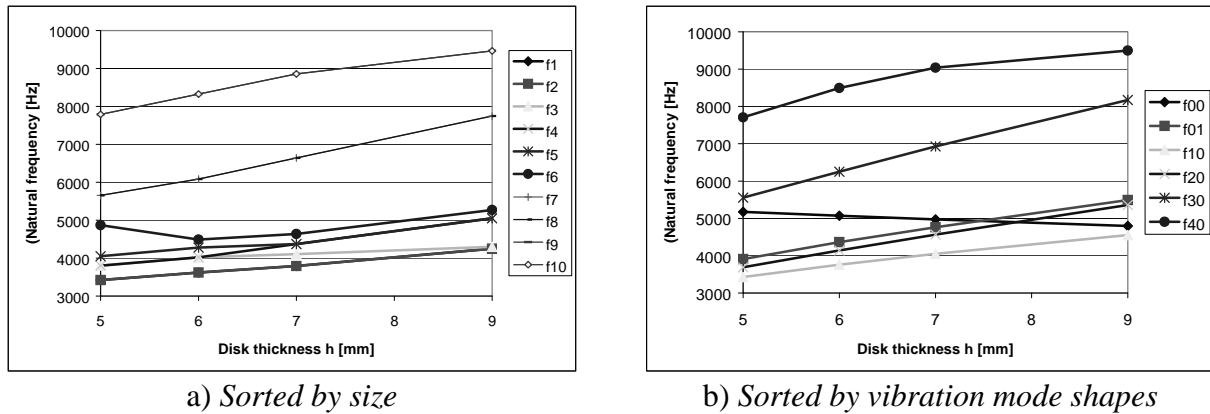 10000
9000
8000
7000
6000
5000
4000
3000
(Natural frequency [Hz]
5 6 7 8 9
Disk thickness h [mm]
f1
f2
f3
f4
f5
f6
f7
f8
f9
f10
a) Sorted by size
10000
9000
8000
7000
6000
5000
4000
3000
(Natural frequency [Hz]
5 6 7 8 9
Disk thickness h [mm]
f00
f01
f10
f20
f30
f40
b) Sorted by vibration mode shapes